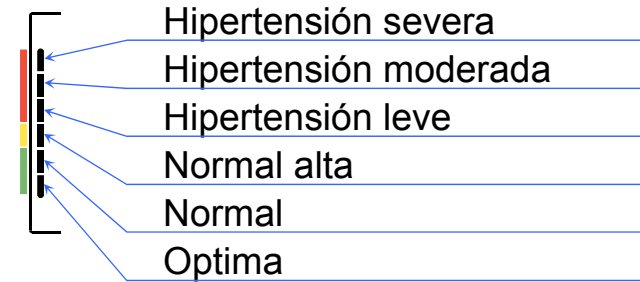 Hipertensión severa
Hipertensión moderada
Hipertensión leve
Normal alta
Normal
Optima